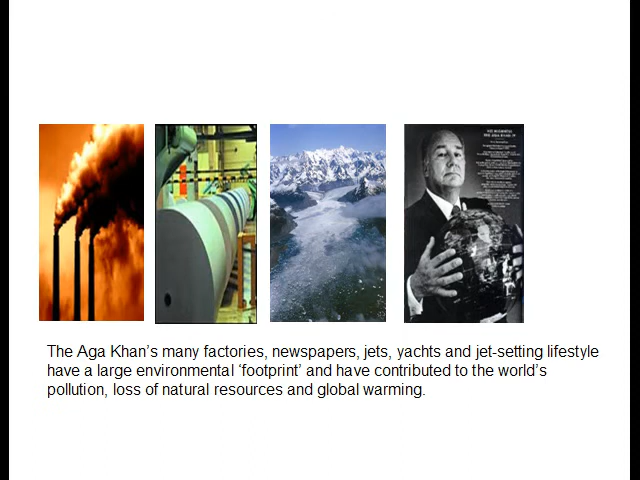 The Aga Khan’s many factories, newspapers, jets, yachts and jet-setting lifestyle
have a large environmental ‘footprint’ and have contributed to the world’s
pollution, loss of natural resources and global warming.